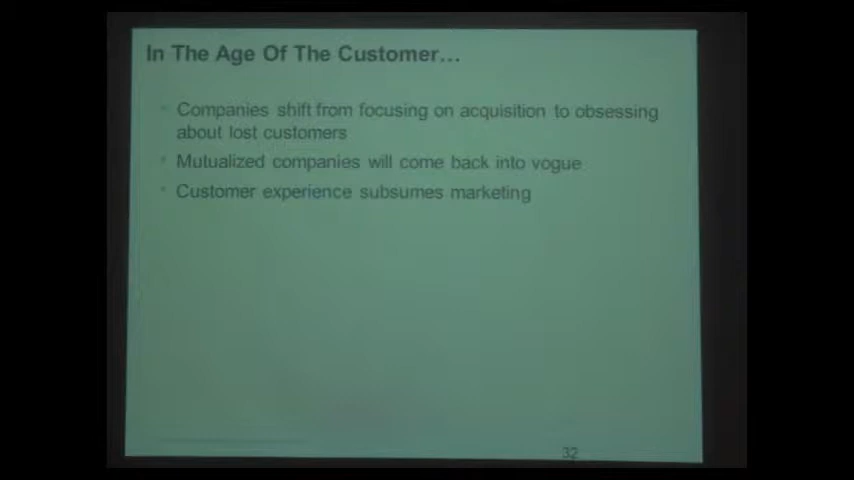 In The Age Of The Customer…
Companies shift from focusing on acquisition to obsessing
about lost customers
Mutualized companies will come back into vogue
Customer experience subsumes marketing
32